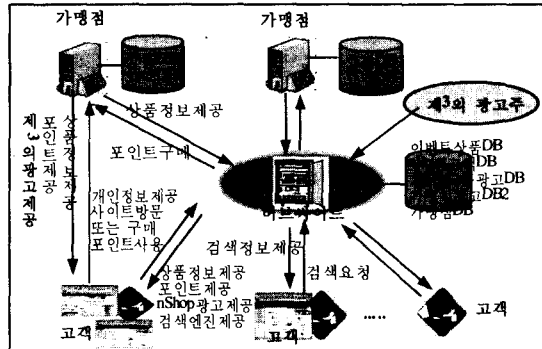 가맹점
가맹점
상품정보제공
포인트구매
제3의 광고주
상품정보제공
포인트제공
제3의광고제공
이벤트상품DB
DB
광고DB
DB2
가맹점DB
개인정보제공
사이트방문
또는 구매
포인트사용
검색정보제공
검색요청
상품정보제공
포인트제공
nShop광고제공
검색엔진제공
고객
고객
.....
고객